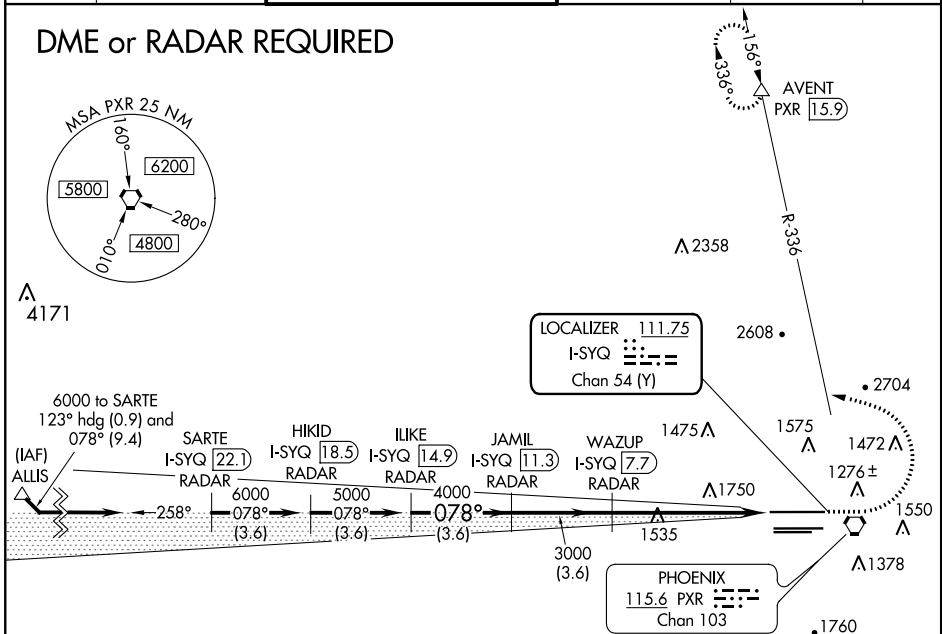 DME or RADAR REQUIRED
MSA PXR 25 NM
160°
6200
5800
280°
4800
010°
4171
156°
336°
AVENT
PXR 15.9
R-336
2358
LOCALIZER 111.75
I-SYQ
Chan 54 (Y)
2608
2704
6000 to SARTE
123° hdg (0.9) and
078° (9.4)
(IAF)
ALLIS
SARTE
I-SYQ 22.1
RADAR
HIKID
I-SYQ 18.5
RADAR
ILIKE
I-SYQ 14.9
RADAR
JAMIL
I-SYQ 11.3
RADAR
WAZUP
I-SYQ 7.7
RADAR
1475
1575
1472
1276 ±
1750
258°
6000
078°
(3.6)
5000
078°
(3.6)
4000
078°
(3.6)
3000
(3.6)
1535
1550
1378
PHOENIX
115.6 PXR
Chan 103
1760